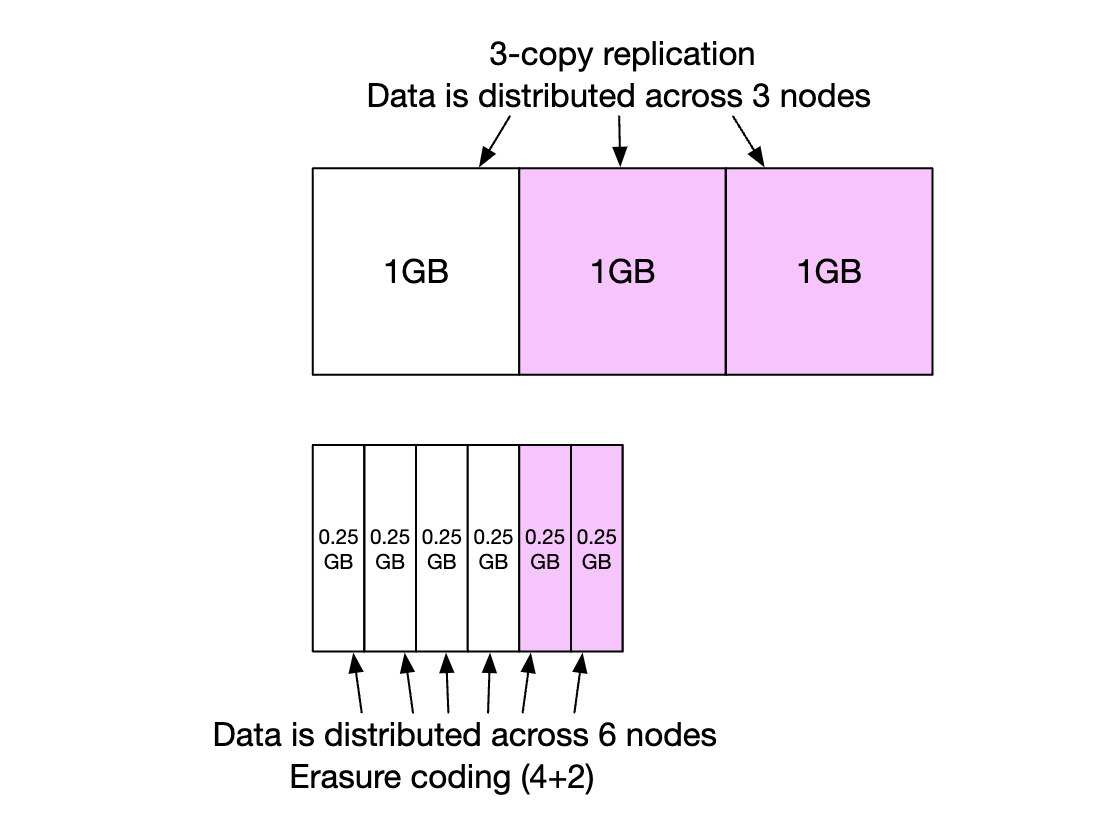 3-copy replication
Data is distributed across 3 nodes
1GB
1GB
1GB
0.25
GB
0.25
GB
0.25
GB
0.25
GB
0.25
GB
0.25
GB
Data is distributed across 6 nodes
Erasure coding (4+2)